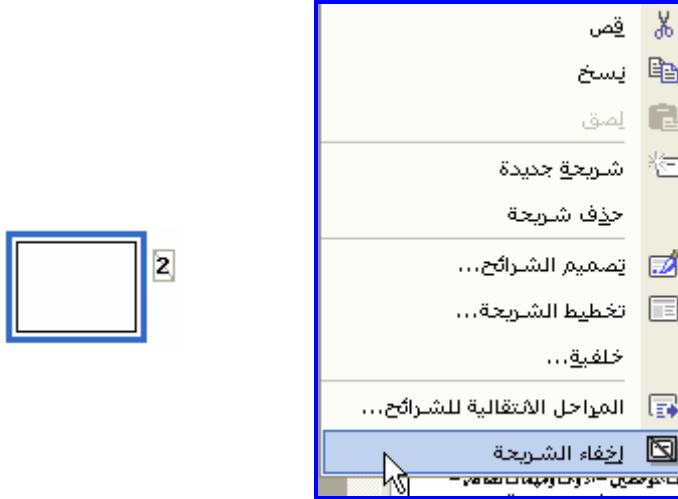 قص
نسخ
لصق
شريحة جديدة
حذف شريحة
تصميم الشرائح...
تخطيط الشريحة...
خلفية...
المراحل الانتقالية للشرائح...
إخفاء الشريحة
2